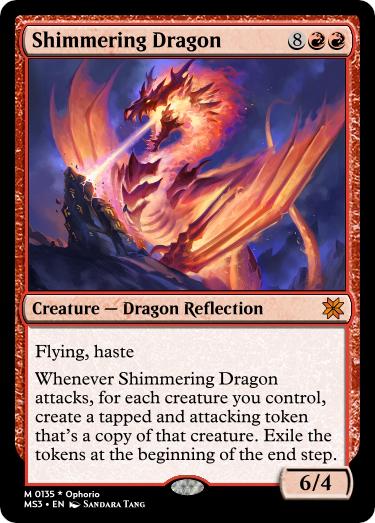 Shimmering Dragon 8
Creature — Dragon Reflection
Flying, haste
Whenever Shimmering Dragon
attacks, for each creature you control,
create a tapped and attacking token
that's a copy of that creature. Exile the
tokens at the beginning of the end step.
6/4
M 0135 * Ophorio
MS3 • EN Sandara Tang